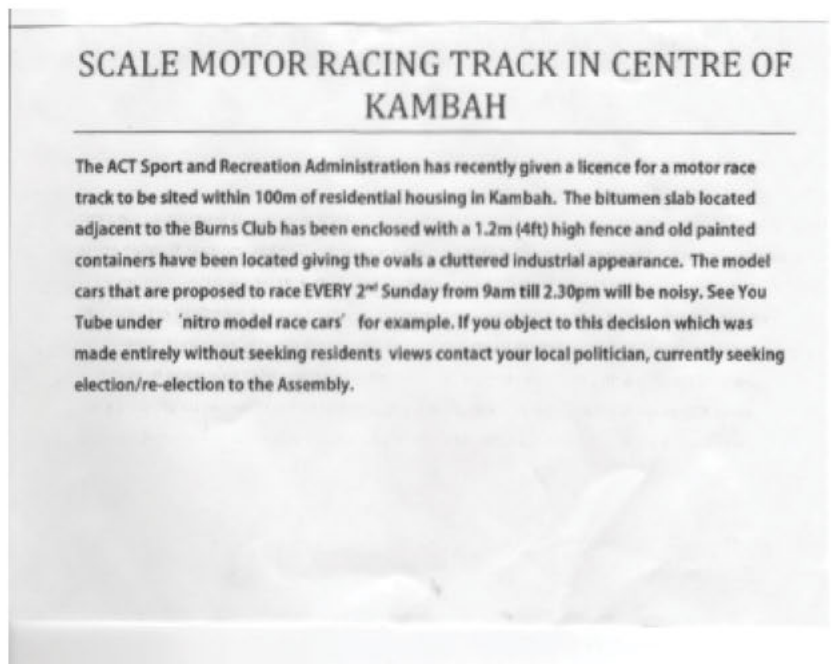 SCALE MOTOR RACING TRACK IN CENTRE OF
KAMBAH
The ACT Sport and Recreation Administration has recently given a licence for a motor race
track to be sited within 100m of residential housing in Kambah. The bitumen slab located
adjacent to the Burns Club has been enclosed with a 1.2m (4ft) high fence and old painted
containers have been located giving the ovals a cluttered industrial appearance. The model
cars that are proposed to race EVERY 2nd Sunday from 9am till 2.30pm will be noisy. See You
Tube under 'nitro model race cars' for example. If you object to this decision which was
made entirely without seeking residents views contact your local politician, currently seeking
election/re-election to the Assembly.